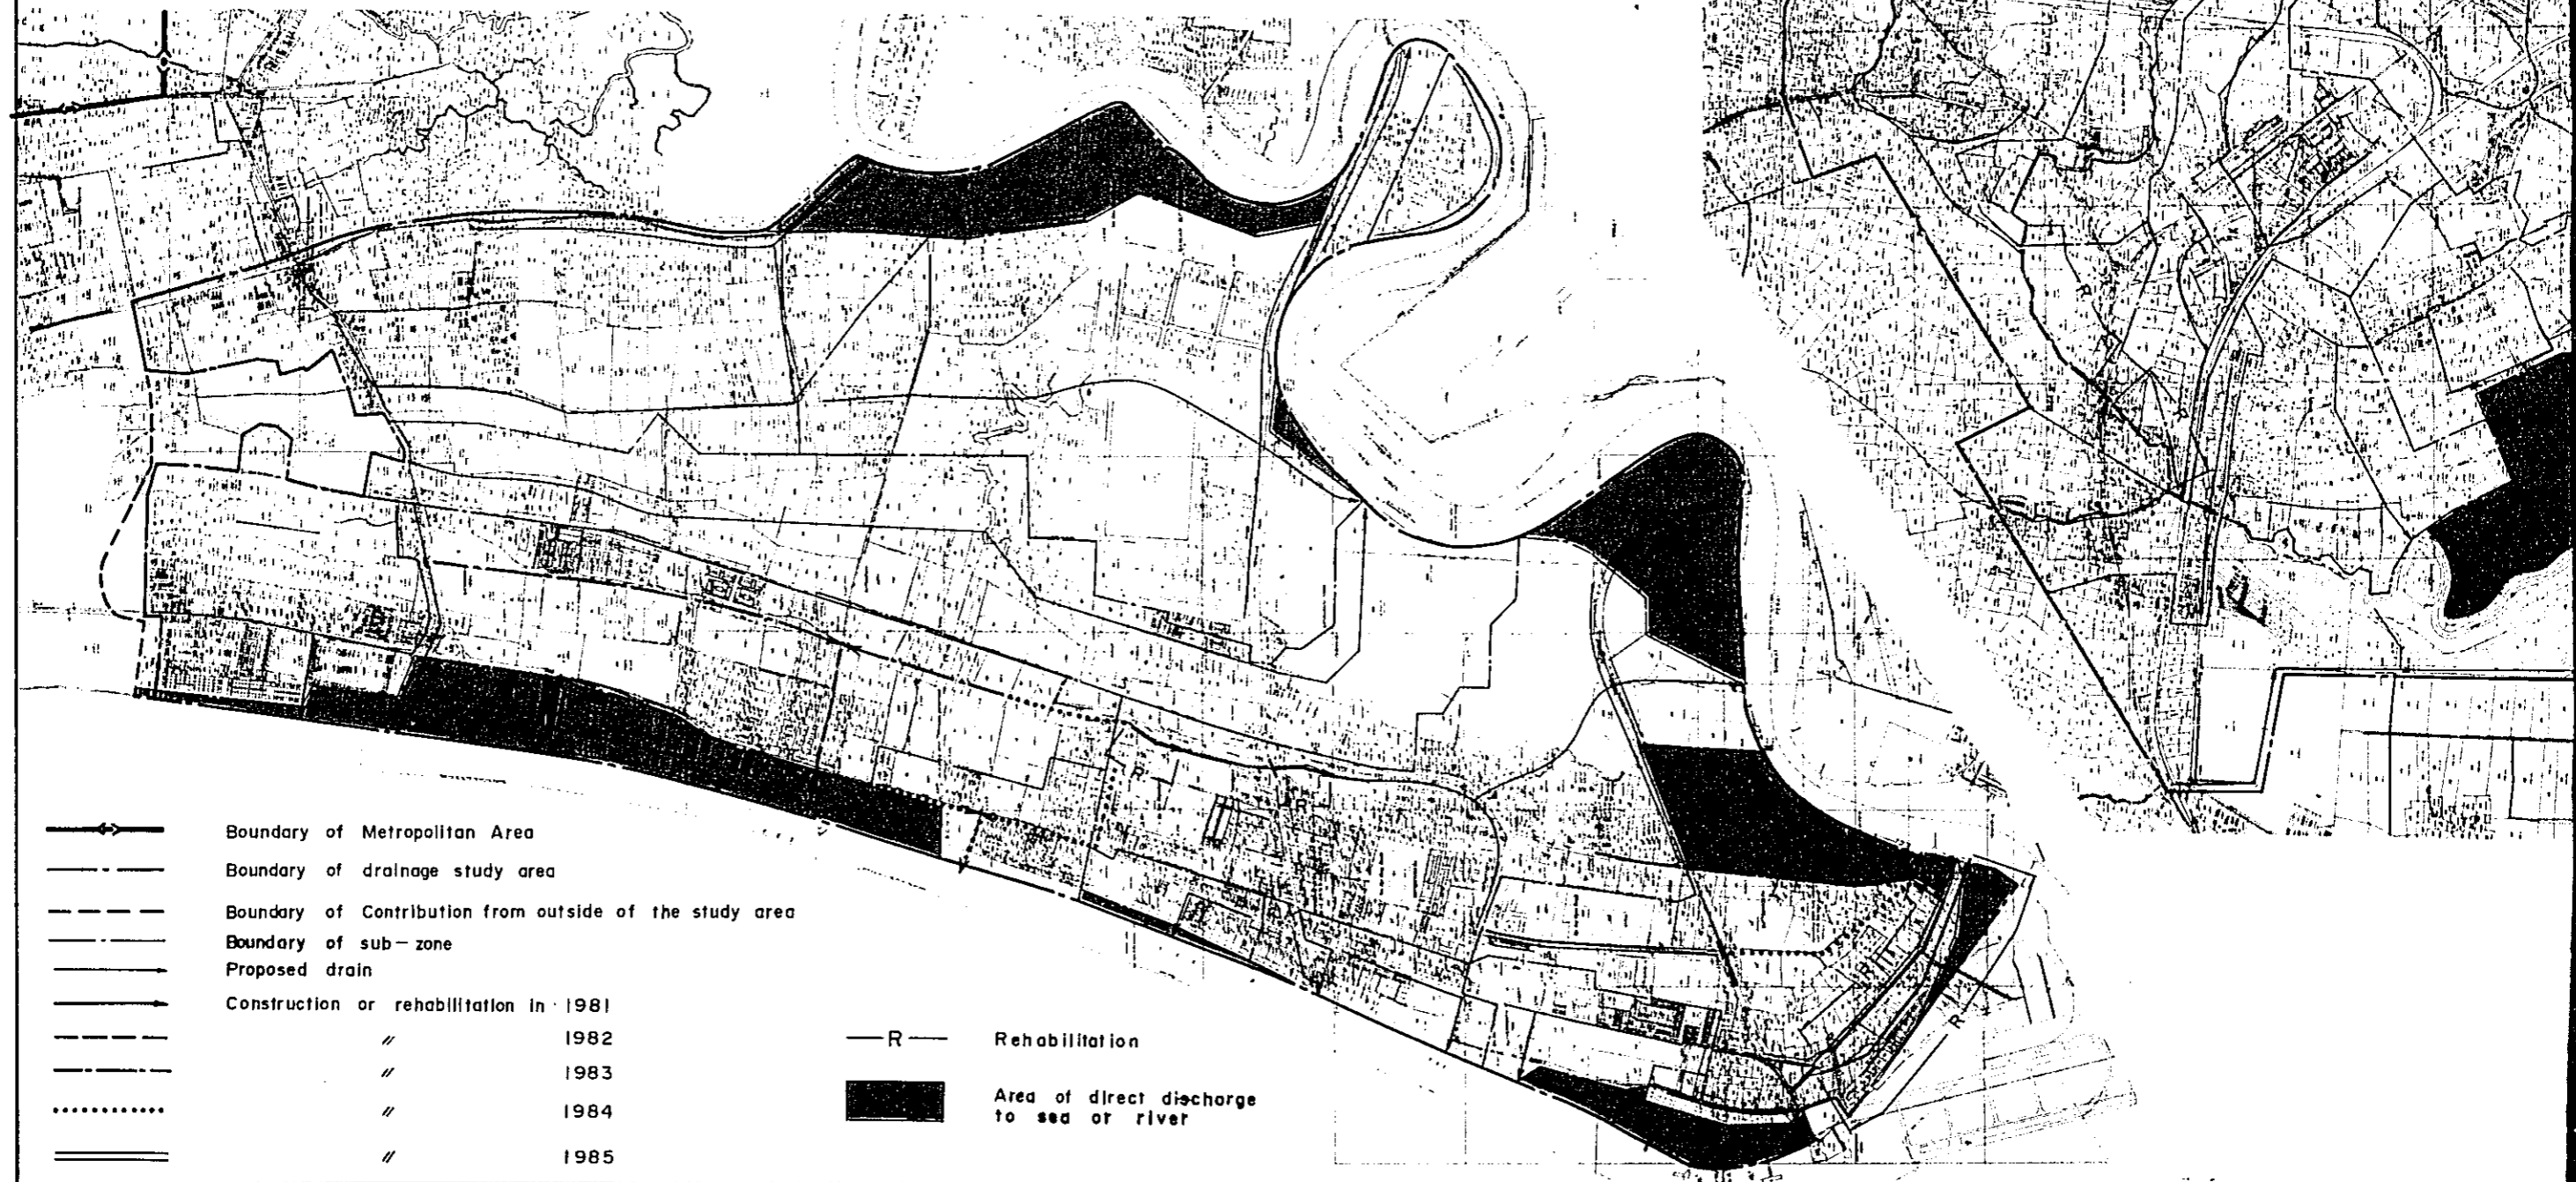 Boundary of Metropolitan Area
Boundary of drainage study area
Boundary of Contribution from outside of the study area
Boundary of sub-zone
Proposed drain
Construction or rehabilitation in 1981
〃 1982
〃 1983
〃 1984
〃 1985
—R— Rehabilitation
Area of direct discharge
to sea or river
R
R
R
R